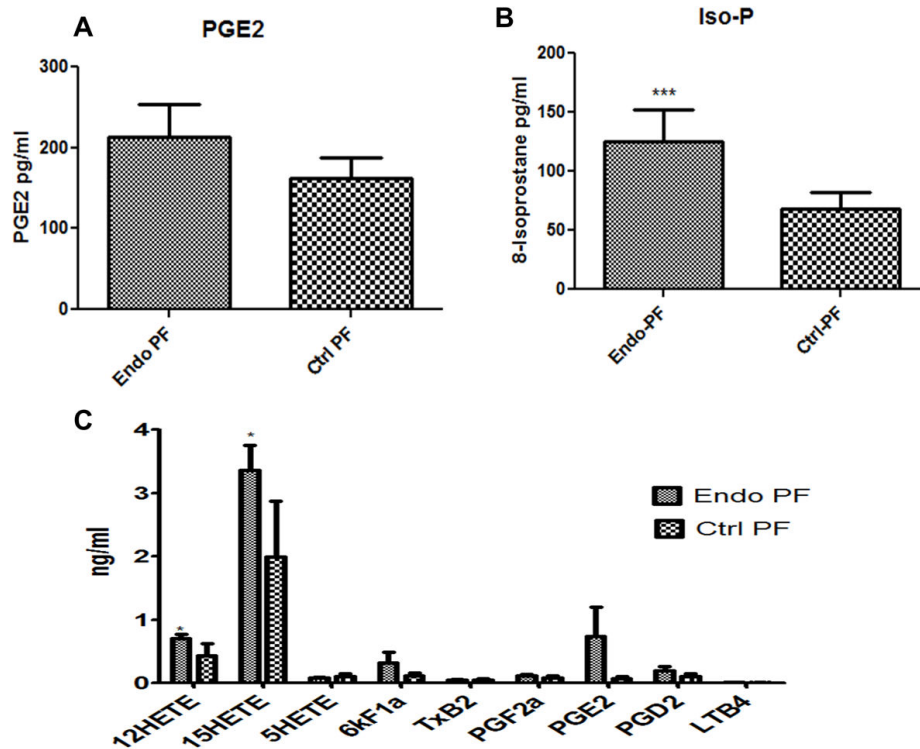 A
PGE2
PGE2 pg/ml
300
200
100
0
Endo PF
Ctrl PF
B
Iso-P
8-Isoprostane pg/ml
200
150
100
50
0
***
Endo-PF
Ctrl-PF
C
ng/ml
4
3
2
1
0
*
*
Endo PF
Ctrl PF
12HETE
15HETE
5HETE
6kF1a
TxB2
PGF2a
PGE2
PGD2
LTB4